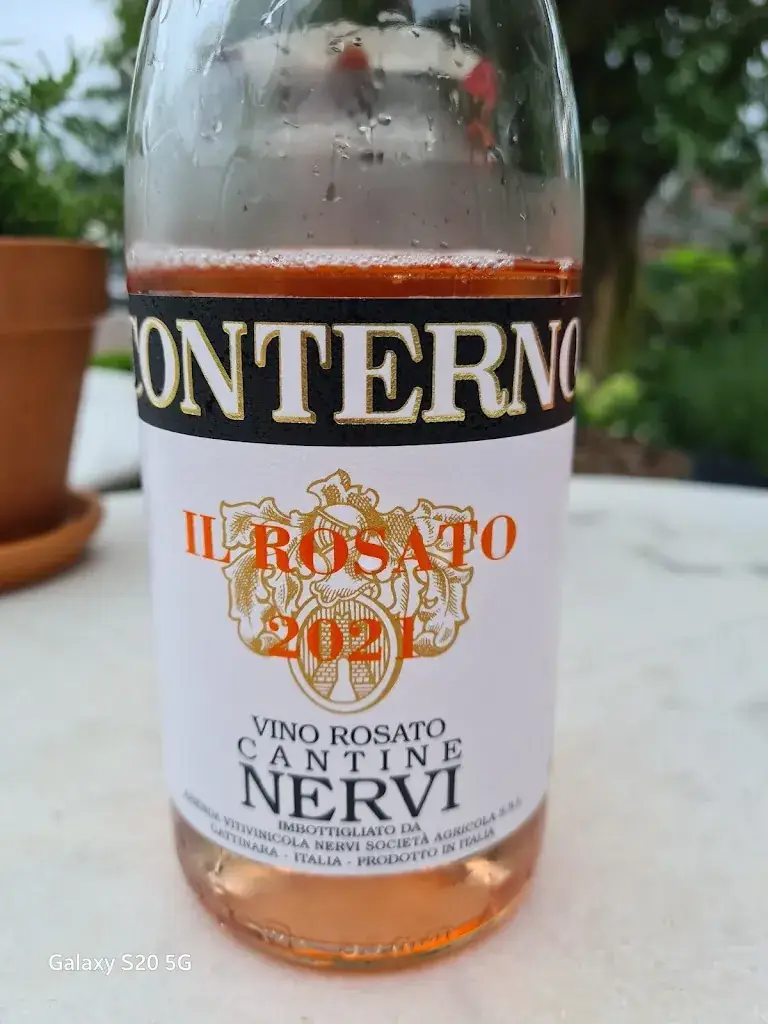 CONTERNO
IL ROSATO
2021
VINO ROSATO
CANTINE
NERVI
IMBOTTIGLIATO DA
AZIENDA VITIVINICOLA NERVI SOCIETÀ AGRICOLA S.R.L.
GATTINARA - ITALIA - PRODOTTO IN ITALIA
Galaxy S20 5G